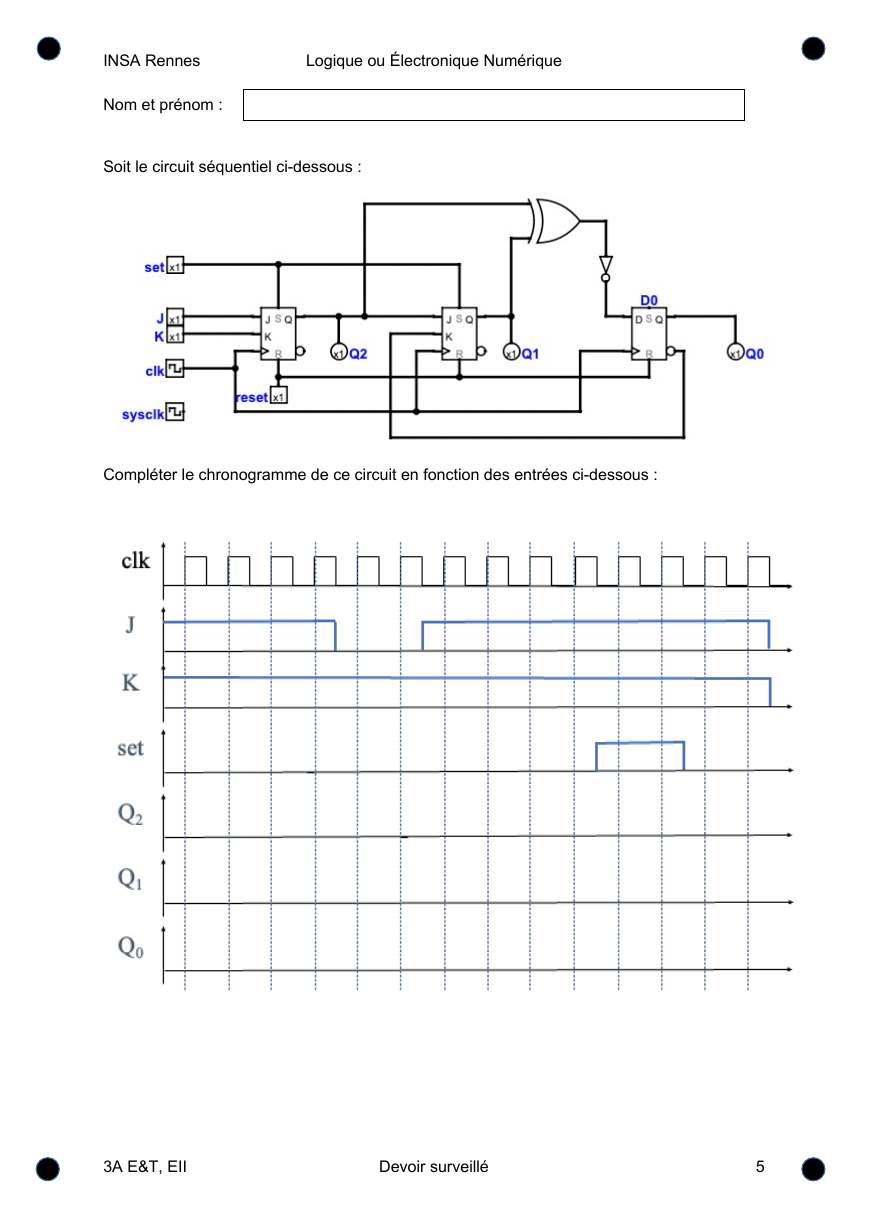 INSA Rennes Logique ou Électronique Numérique
Nom et prénom :
Soit le circuit séquentiel ci-dessous :
set x1
D0
J x1 J S Q J S Q D S Q
K x1 K K
R R R
x1 Q2 x1 Q1 x1 Q0
clk
reset x1
sysclk
Compléter le chronogramme de ce circuit en fonction des entrées ci-dessous :
clk
J
K
set
Q2
Q1
Q0
3A E&T, EII Devoir surveillé 5